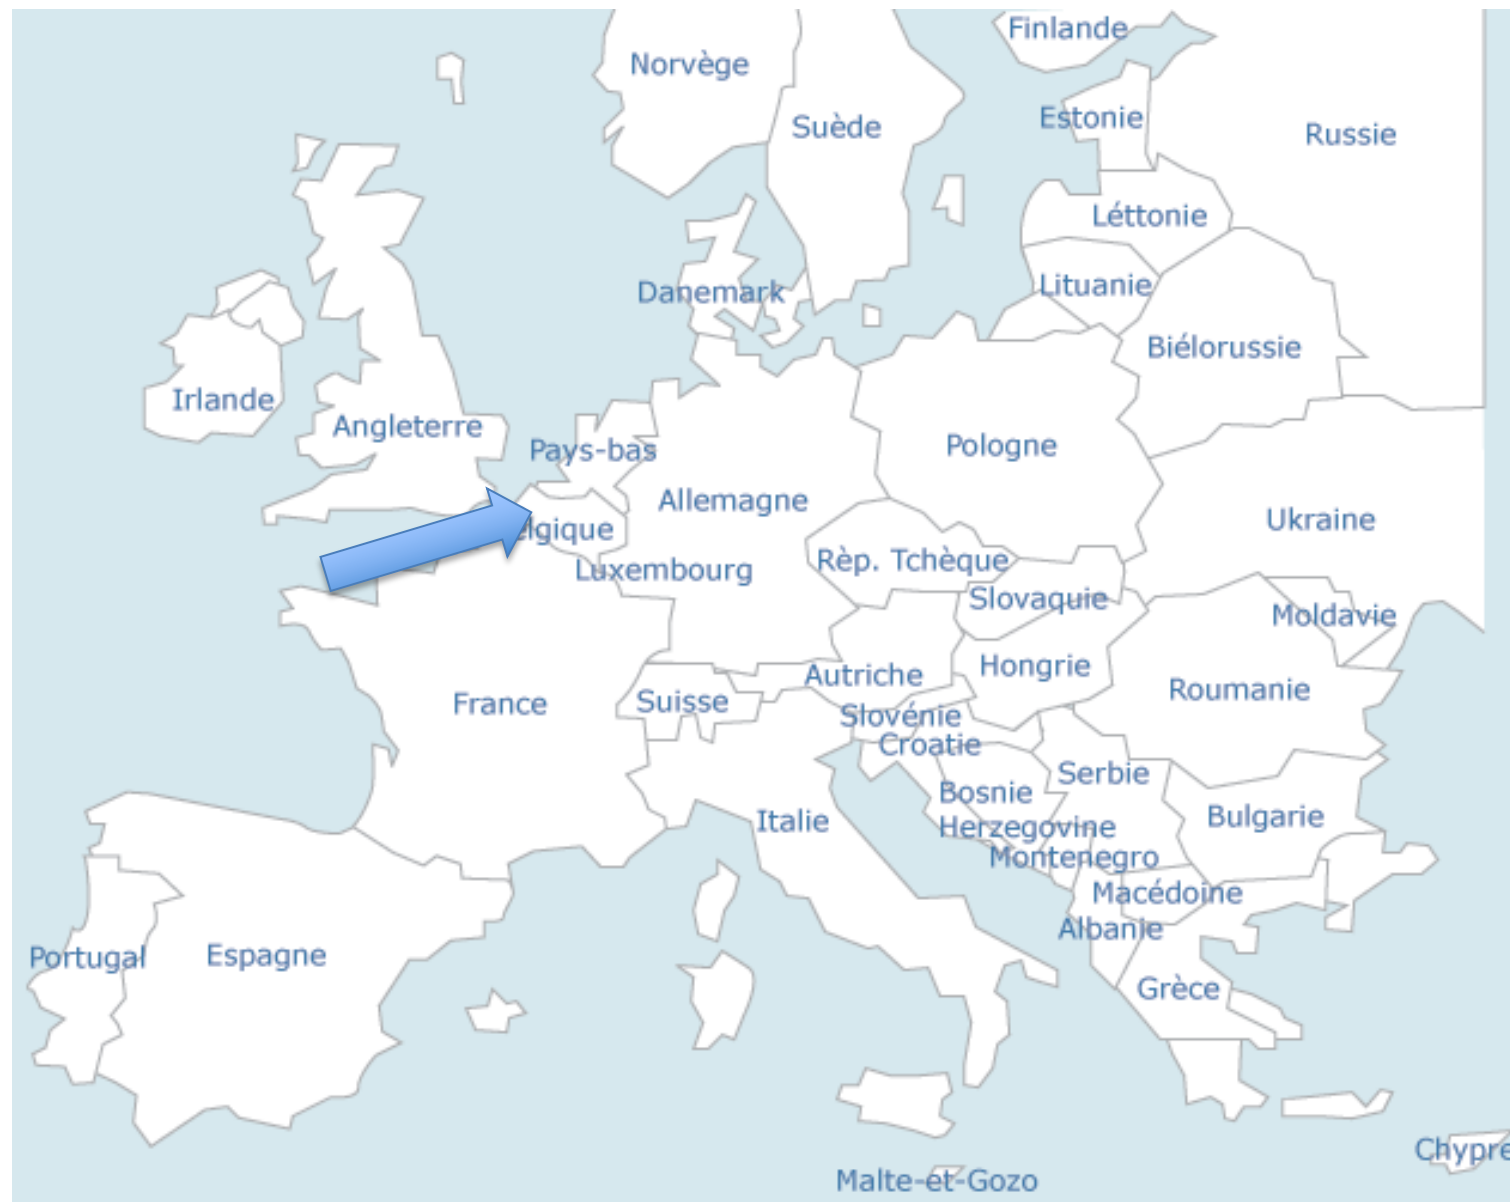 Finlande
Norvège
Estonie
Suède
Russie
Léttonie
Lituanie
Danemark
Biélorussie
Irlande
Angleterre
Pays-bas
Pologne
Allemagne
Ukraine
elgique
Rèp. Tchèque
Luxembourg
Slovaquie
Moldavie
Hongrie
Autriche
Roumanie
Suisse
France
Slovénie
Croatie
Serbie
Bosnie
Herzegovine
Italie
Bulgarie
Montenegro
Macédoine
Albanie
Portugal
Espagne
Grèce
Chypre
Malte-et-Gozo